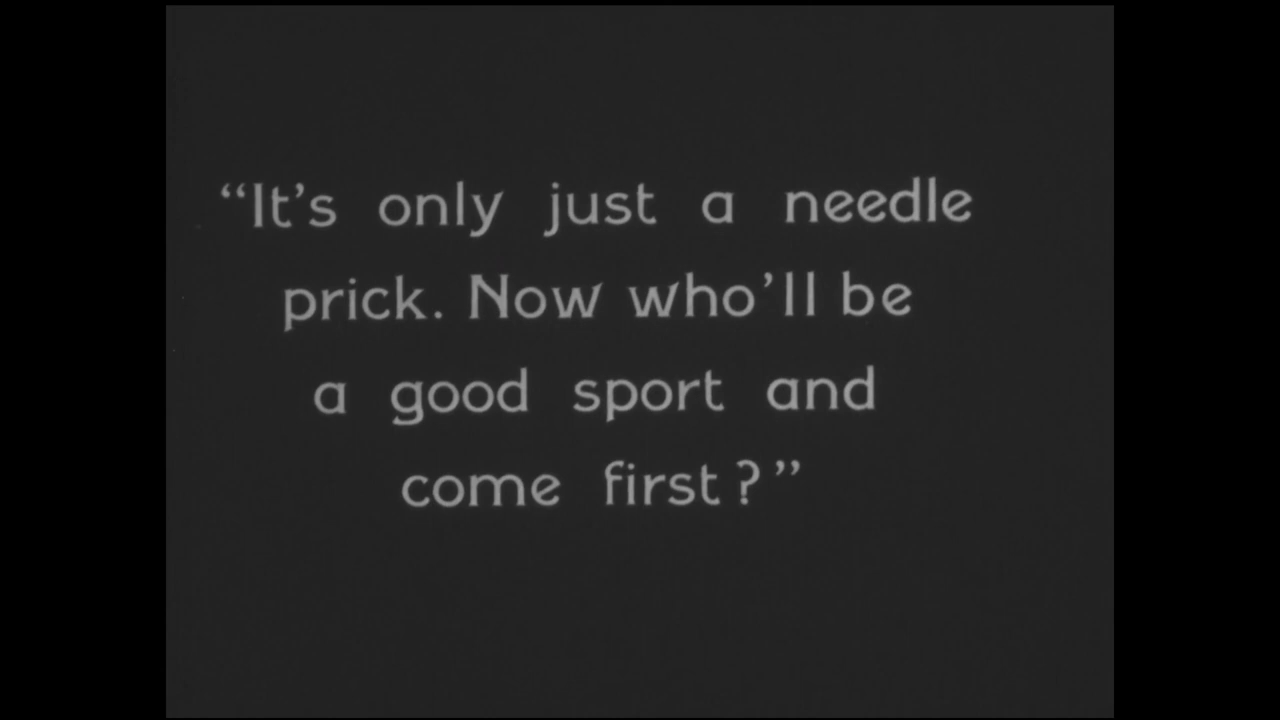 “It’s only just a needle
prick. Now who’ll be
a good sport and
come first?”